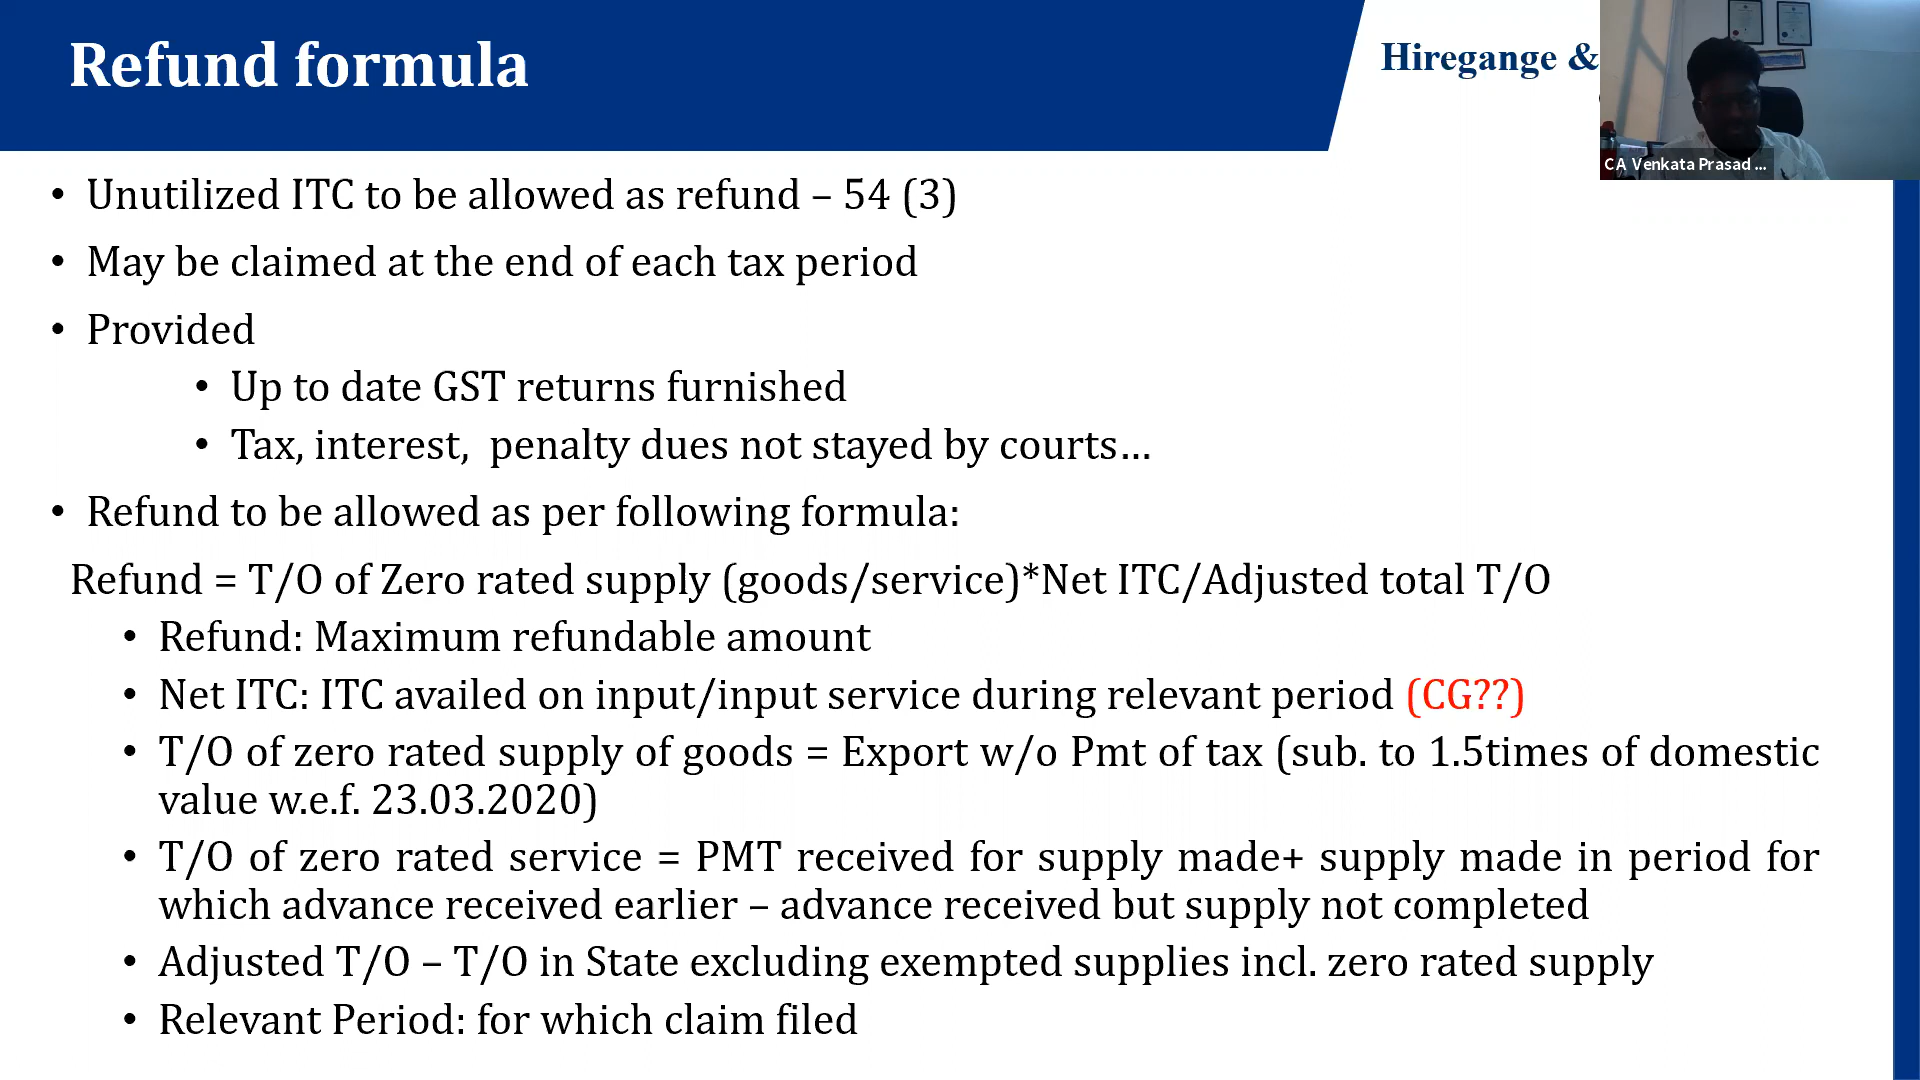 Refund formula
Hiregange &
CA Venkata Prasad ...
• Unutilized ITC to be allowed as refund – 54 (3)
• May be claimed at the end of each tax period
• Provided
• Up to date GST returns furnished
• Tax, interest,  penalty dues not stayed by courts…
• Refund to be allowed as per following formula:
Refund = T/O of Zero rated supply (goods/service)*Net ITC/Adjusted total T/O
• Refund: Maximum refundable amount
• Net ITC: ITC availed on input/input service during relevant period (CG??)
• T/O of zero rated supply of goods = Export w/o Pmt of tax (sub. to 1.5times of domestic
value w.e.f. 23.03.2020)
• T/O of zero rated service = PMT received for supply made+ supply made in period for
which advance received earlier – advance received but supply not completed
• Adjusted T/O – T/O in State excluding exempted supplies incl. zero rated supply
• Relevant Period: for which claim filed